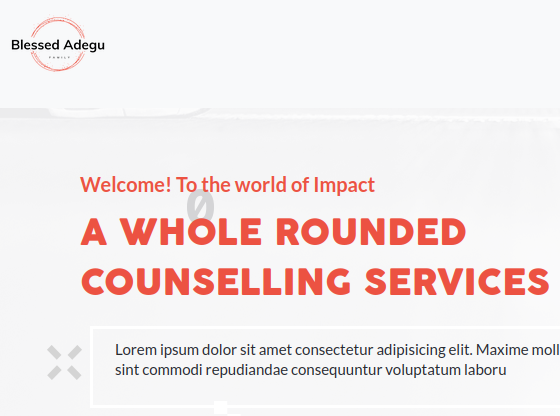 Blessed Adegu
FAMILY
Welcome! To the world of Impact
0
A WHOLE ROUNDED
COUNSELLING SERVICES
Lorem ipsum dolor sit amet consectetur adipisicing elit. Maxime moll
sint commodi repudiandae consequuntur voluptatum laboru